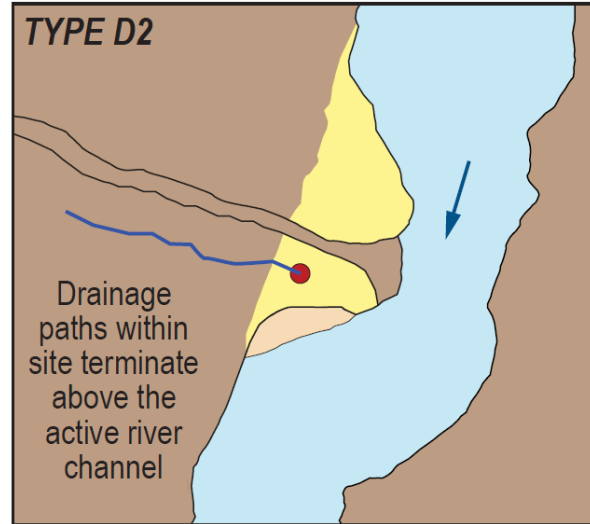 TYPE D2
Drainage
paths within
site terminate
above the
active river
channel